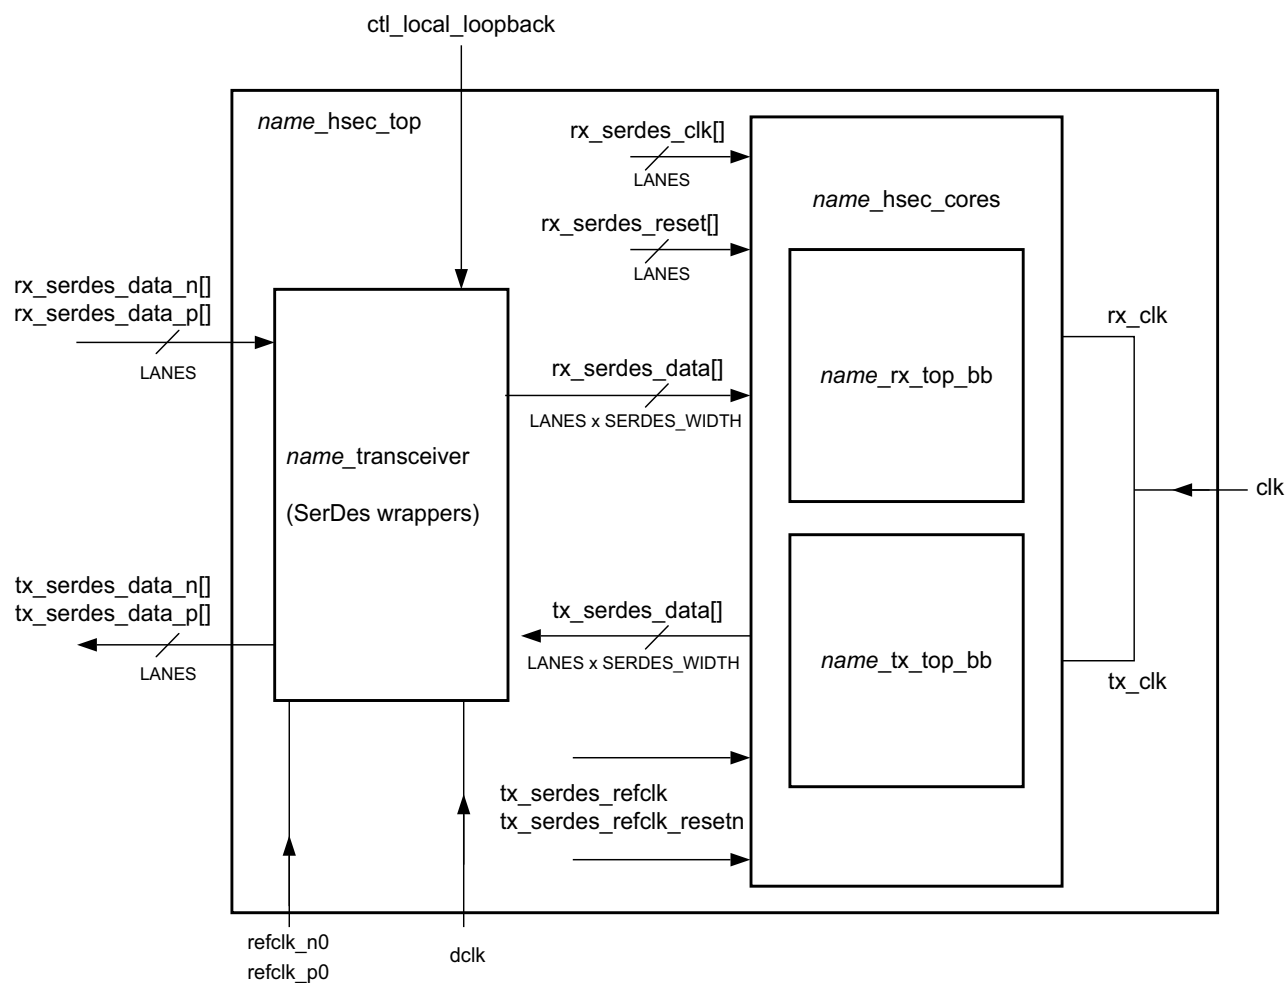 ctl_local_loopback
name_hsec_top
rx_serdes_clk[]
LANES
name_hsec_cores
rx_serdes_reset[]
LANES
rx_serdes_data_n[]
rx_serdes_data_p[]
LANES
rx_clk
rx_serdes_data[]
LANES x SERDES_WIDTH
name_rx_top_bb
name_transceiver
(SerDes wrappers)
clk
tx_serdes_data_n[]
tx_serdes_data_p[]
LANES
tx_serdes_data[]
LANES x SERDES_WIDTH
name_tx_top_bb
tx_clk
tx_serdes_refclk
tx_serdes_refclk_resetn
refclk_n0
refclk_p0
dclk